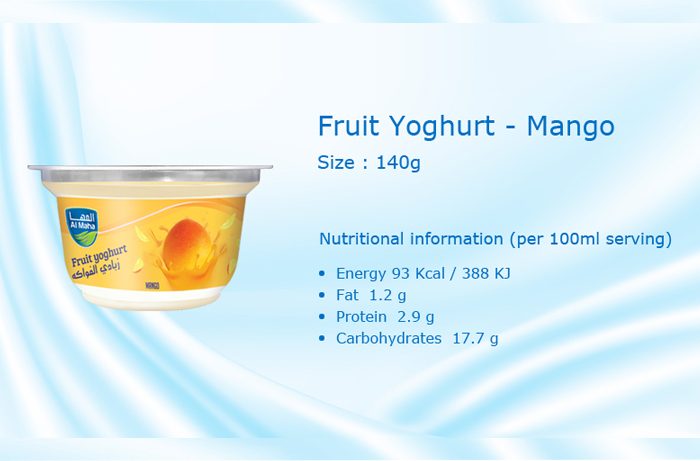 Fruit Yoghurt - Mango
Size : 140g
المها
Al Maha
Fruit yoghurt
زبادي الفواكه
MANGO
Nutritional information (per 100ml serving)
• Energy 93 Kcal / 388 KJ
• Fat 1.2 g
• Protein 2.9 g
• Carbohydrates 17.7 g